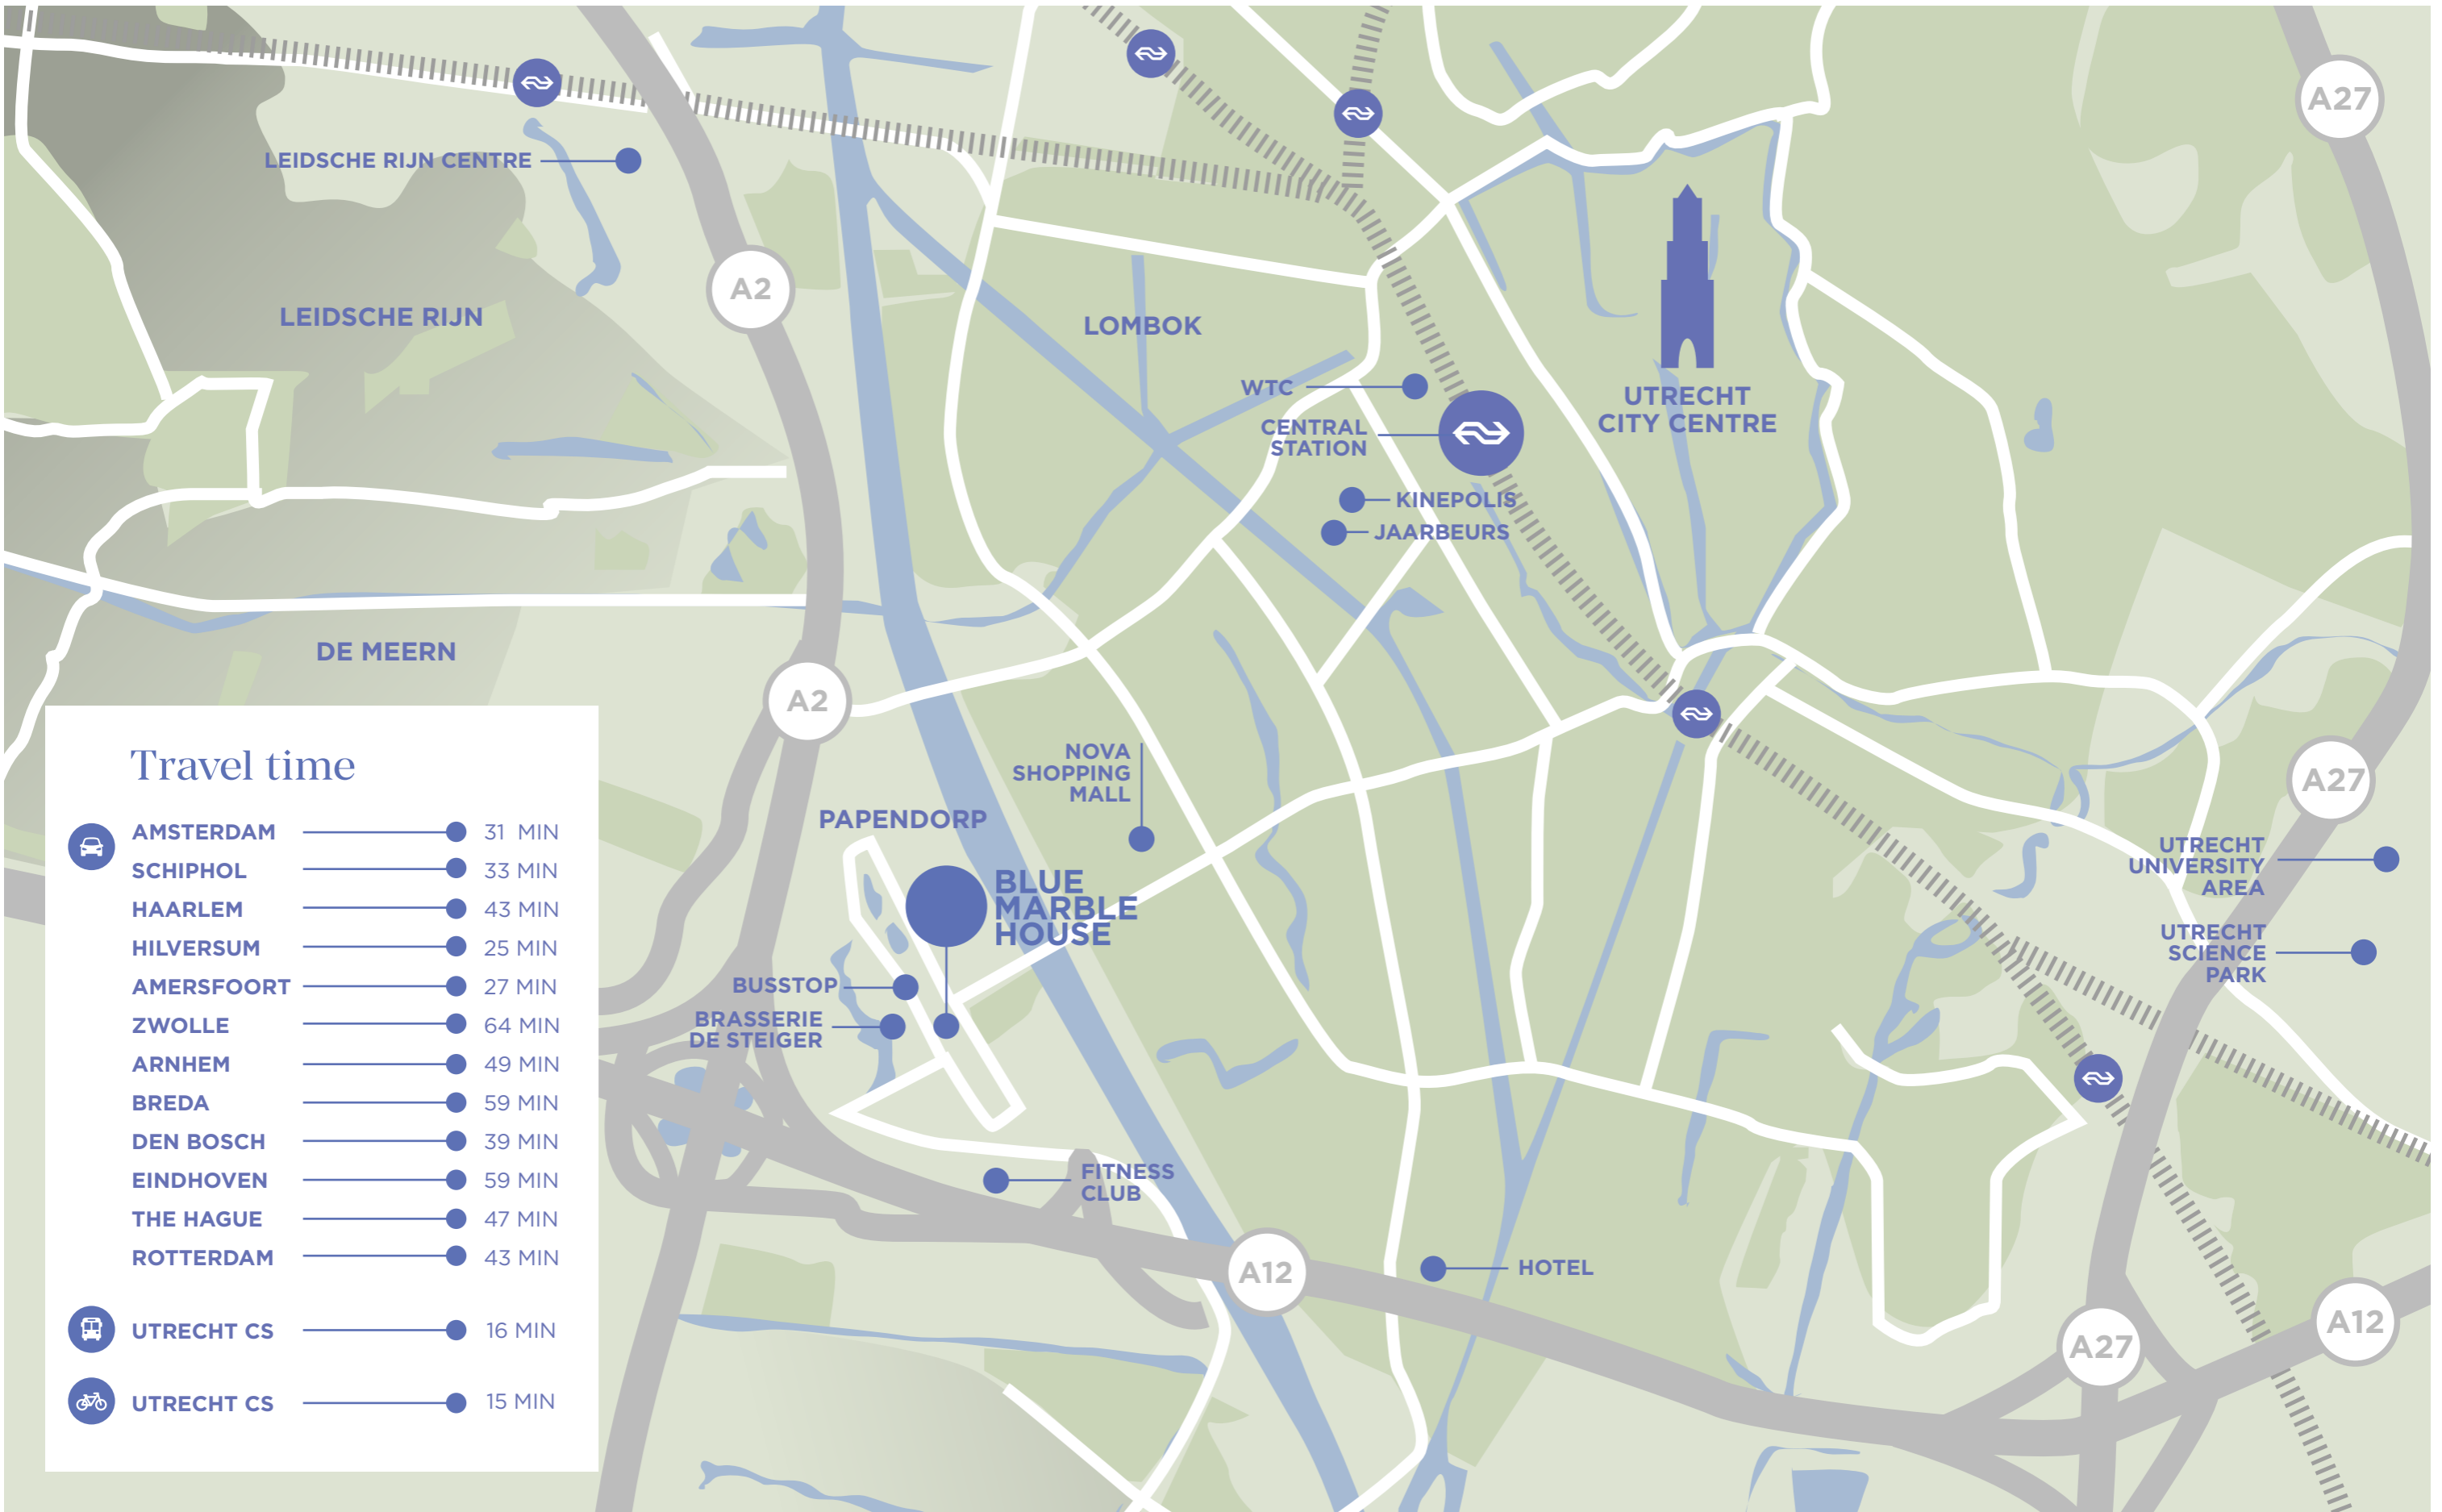 A27
LEIDSCHE RIJN CENTRE
A2
LEIDSCHE RIJN
LOMBOK
WTC
CENTRAL
STATION
UTRECHT
CITY CENTRE
KINEPOLIS
JAARBEURS
DE MEERN
A2
NOVA
SHOPPING
MALL
PAPENDORP
BLUE
MARBLE
HOUSE
A27
UTRECHT
UNIVERSITY
AREA
UTRECHT
SCIENCE
PARK
BUSSTOP
BRASSERIE
DE STEIGER
FITNESS
CLUB
A12
HOTEL
A27
A12
Travel time
AMSTERDAM 31 MIN
SCHIPHOL 33 MIN
HAARLEM 43 MIN
HILVERSUM 25 MIN
AMERSFOORT 27 MIN
ZWOLLE 64 MIN
ARNHEM 49 MIN
BREDA 59 MIN
DEN BOSCH 39 MIN
EINDHOVEN 59 MIN
THE HAGUE 47 MIN
ROTTERDAM 43 MIN
UTRECHT CS 16 MIN
UTRECHT CS 15 MIN